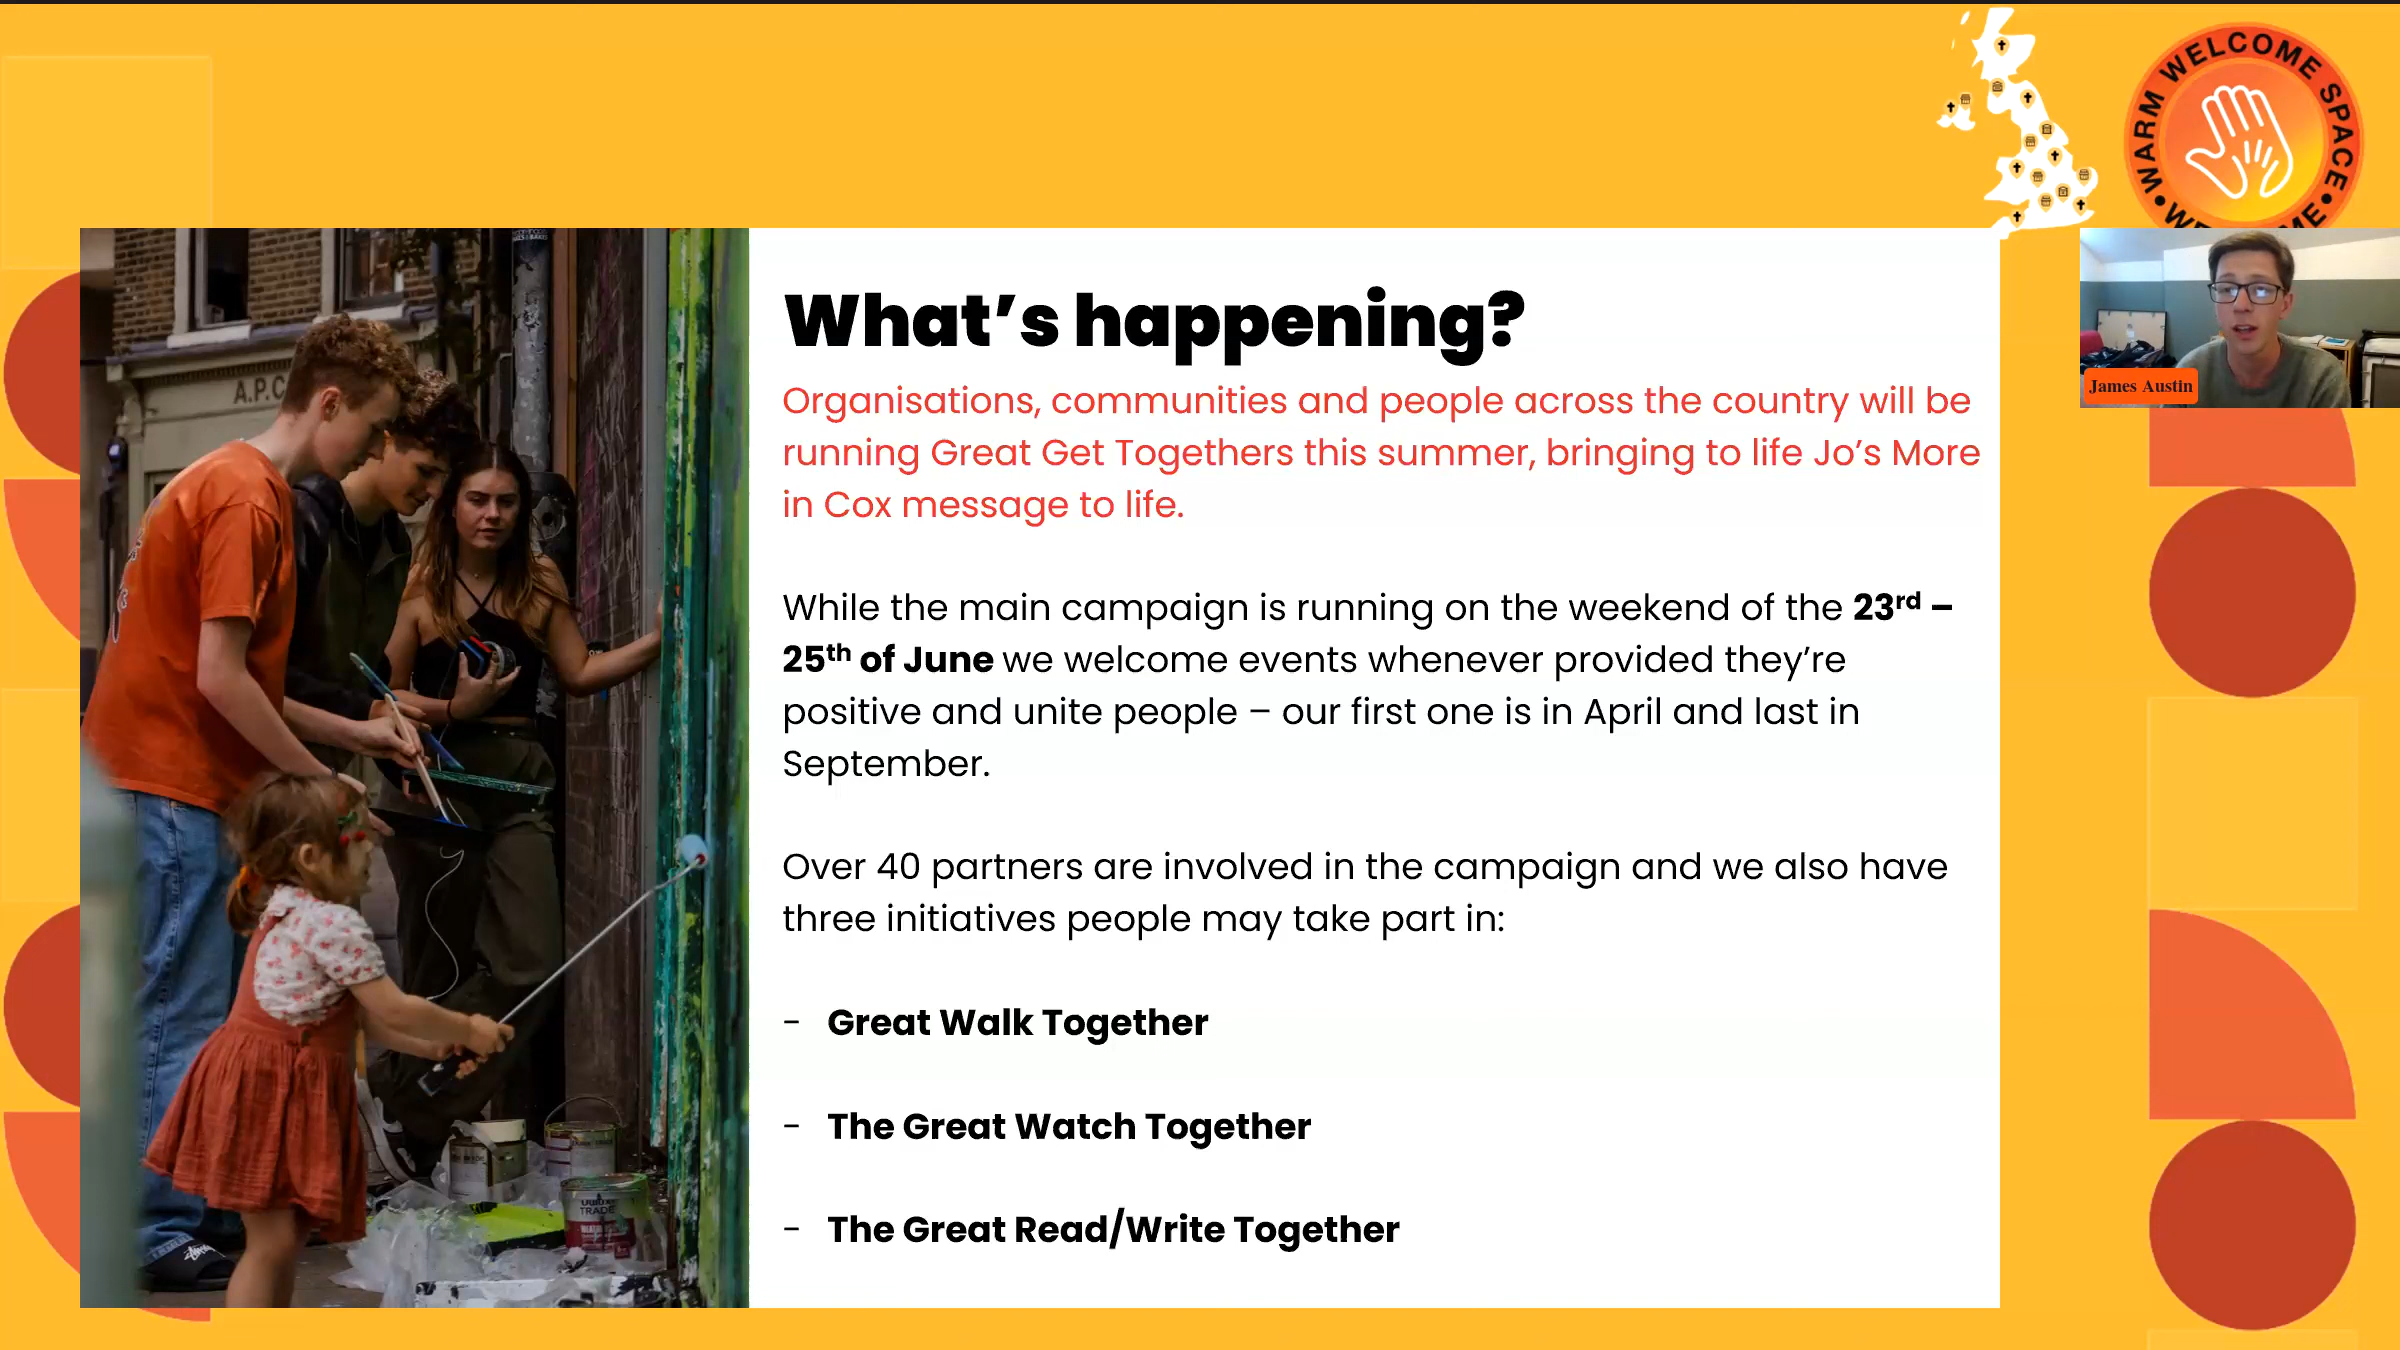 WARM WELCOME SPACE
What's happening?
Organisations, communities and people across the country will be
running Great Get Togethers this summer, bringing to life Jo's More
in Cox message to life.
While the main campaign is running on the weekend of the 23rd –
25th of June we welcome events whenever provided they're
positive and unite people – our first one is in April and last in
September.
Over 40 partners are involved in the campaign and we also have
three initiatives people may take part in:
- Great Walk Together
- The Great Watch Together
- The Great Read/Write Together
James Austin
A.P.C
TRADE